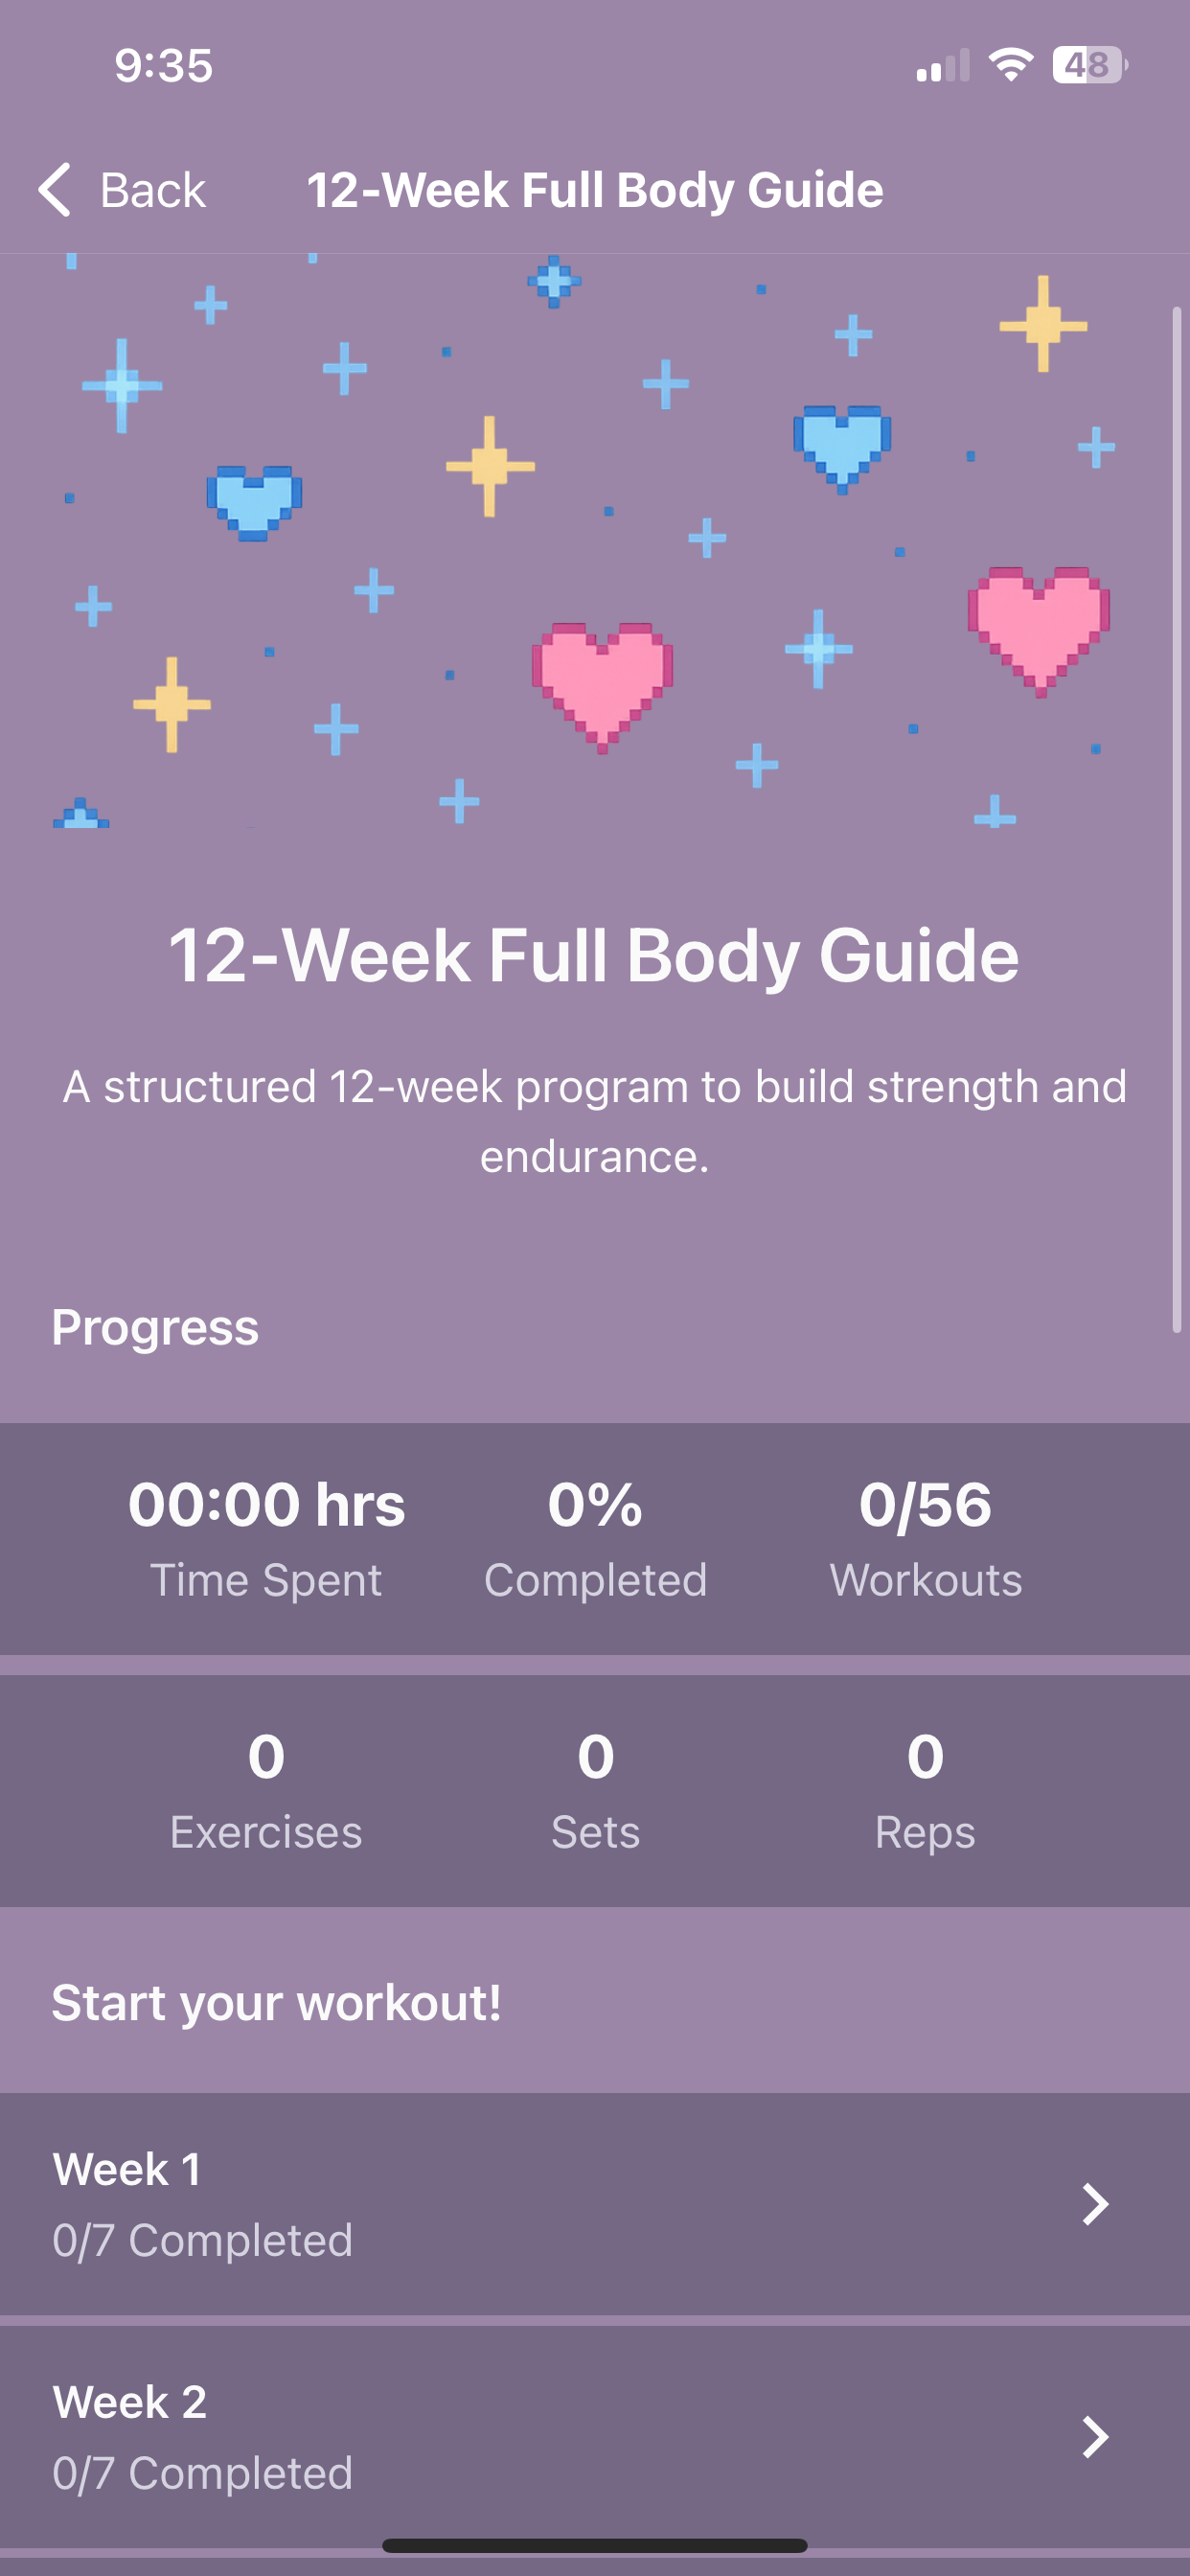 9:35
48
Back
12-Week Full Body Guide
12-Week Full Body Guide
A structured 12-week program to build strength and
endurance.
Progress
00:00 hrs
0%
0/56
Time Spent
Completed
Workouts
0
0
0
Exercises
Sets
Reps
Start your workout!
Week 1
0/7 Completed
Week 2
0/7 Completed